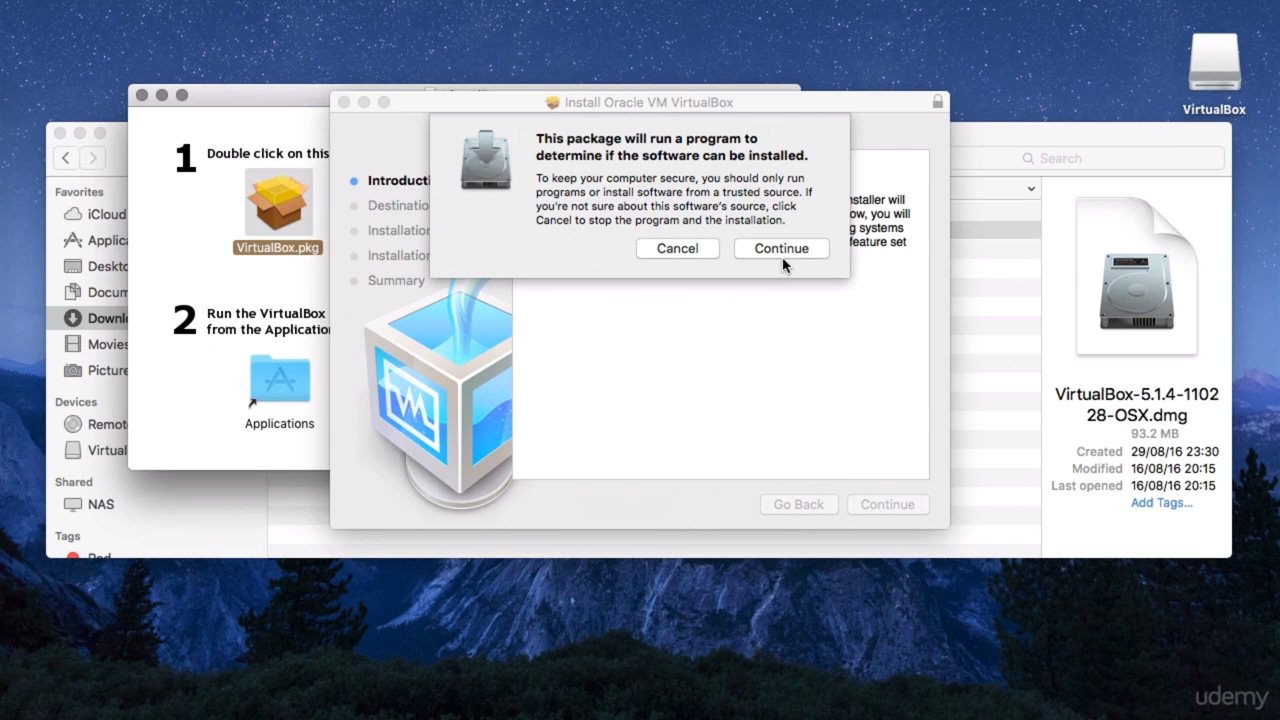 VirtualBox
Install Oracle VM VirtualBox
This package will run a program to
determine if the software can be installed.
To keep your computer secure, you should only run
programs or install software from a trusted source. If
you're not sure about this software's source, click
Cancel to stop the program and the installation.
Cancel
Continue
Introducti
Destinatio
Installation
Installation
Summary
nstaller will
ow, you will
g systems
feature set
Go Back
Continue
1
Double click on this
VirtualBox.pkg
2
Run the VirtualBox
from the Application
Applications
Favorites
iCloud
Applica
Deskto
Docum
Downl
Movies
Picture
Devices
Remot
Virtual
Shared
NAS
Tags
Red
Search
VirtualBox-5.1.4-1102
28-OSX.dmg
93.2 MB
Created 29/08/16 23:30
Modified 16/08/16 20:15
Last opened 16/08/16 20:15
Add Tags...
udemy